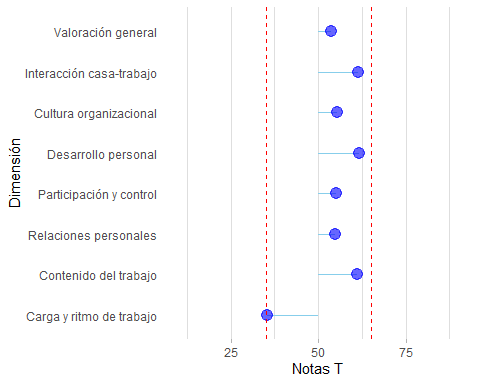 Valoración general
Interacción casa-trabajo
Cultura organizacional
Desarrollo personal
Participación y control
Relaciones personales
Contenido del trabajo
Carga y ritmo de trabajo
Dimensión
25 50 75
Notas T